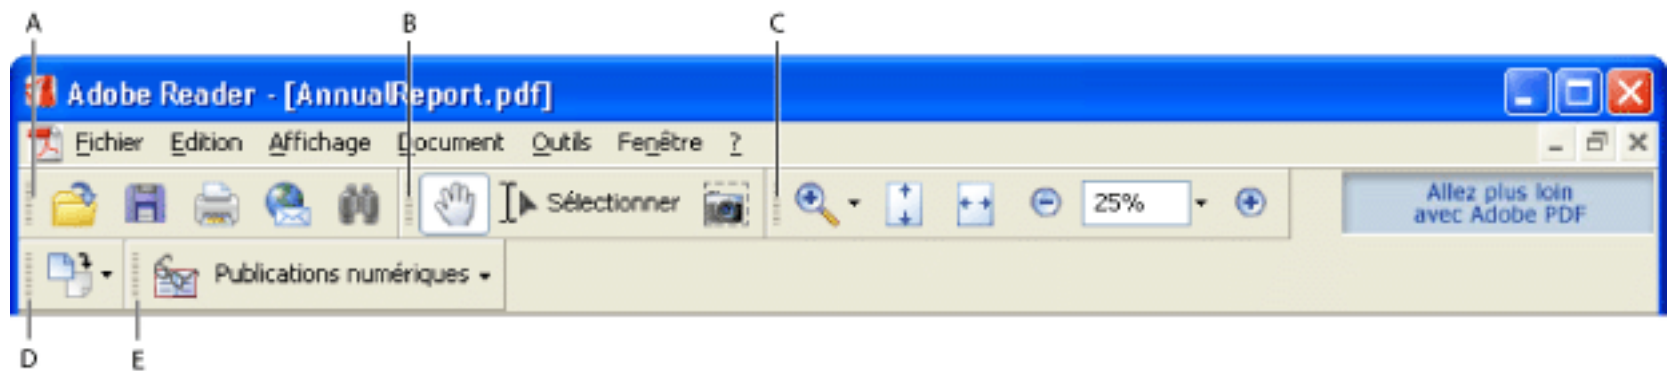 A B C
Adobe Reader - [AnnualReport.pdf]
Fichier Edition Affichage Document Outils Fenêtre ?
Sélectionner 25% Allez plus loin
avec Adobe PDF
Publications numériques
D E